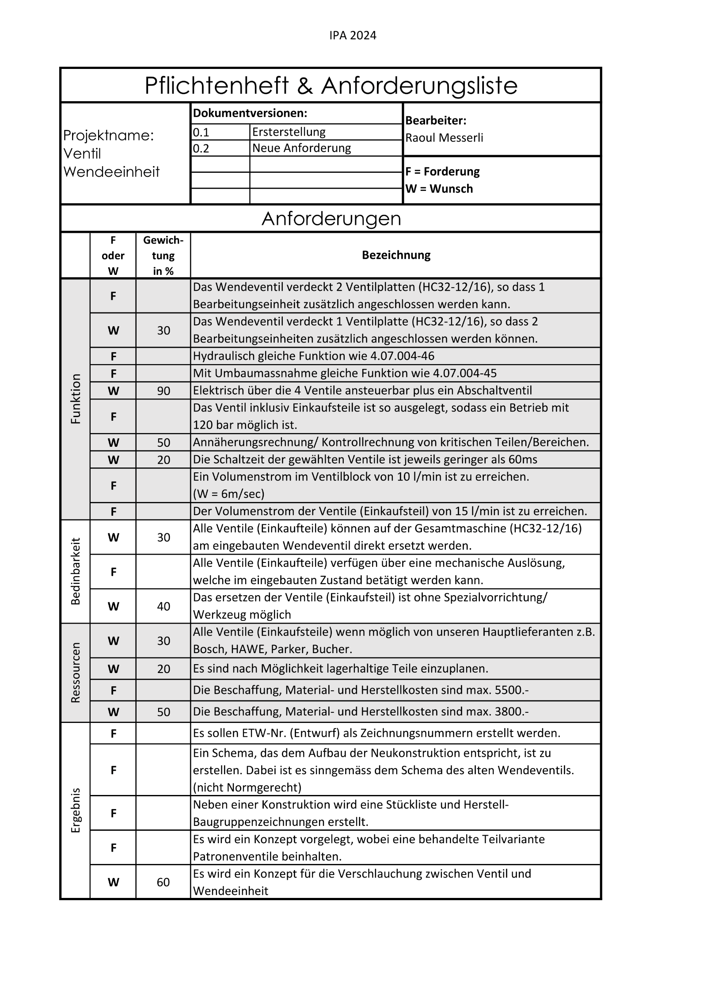 IPA 2024
Pflichtenheft & Anforderungsliste
Projektname:
Ventil
Wendeeinheit
Dokumentversionen:
0.1 Ersterstellung
0.2 Neue Anforderung
Bearbeiter:
Raoul Messerli
F = Forderung
W = Wunsch
Anforderungen
F
oder
W
Gewich-
tung
in %
Bezeichnung
Funktion
F
Das Wendeventil verdeckt 2 Ventilplatten (HC32-12/16), so dass 1
Bearbeitungseinheit zusätzlich angeschlossen werden kann.
W 30
Das Wendeventil verdeckt 1 Ventilplatte (HC32-12/16), so dass 2
Bearbeitungseinheiten zusätzlich angeschlossen werden können.
F Hydraulisch gleiche Funktion wie 4.07.004-46
F Mit Umbaumassnahme gleiche Funktion wie 4.07.004-45
W 90 Elektrisch über die 4 Ventile ansteuerbar plus ein Abschaltventil
F
Das Ventil inklusiv Einkaufsteile ist so ausgelegt, sodass ein Betrieb mit
120 bar möglich ist.
W 50 Annäherungsrechnung/ Kontrollrechnung von kritischen Teilen/Bereichen.
W 20 Die Schaltzeit der gewählten Ventile ist jeweils geringer als 60ms
F
Ein Volumenstrom im Ventilblock von 10 l/min ist zu erreichen.
(W = 6m/sec)
F Der Volumenstrom der Ventile (Einkaufsteil) von 15 l/min ist zu erreichen.
Bedinbarkeit
W 30
Alle Ventile (Einkaufteile) können auf der Gesamtmaschine (HC32-12/16)
am eingebauten Wendeventil direkt ersetzt werden.
F
Alle Ventile (Einkaufteile) verfügen über eine mechanische Auslösung,
welche im eingebauten Zustand betätigt werden kann.
W 40
Das ersetzen der Ventile (Einkaufsteil) ist ohne Spezialvorrichtung/
Werkzeug möglich
Ressourcen
W 30
Alle Ventile (Einkaufsteile) wenn möglich von unseren Hauptlieferanten z.B.
Bosch, HAWE, Parker, Bucher.
W 20 Es sind nach Möglichkeit lagerhaltige Teile einzuplanen.
F Die Beschaffung, Material- und Herstellkosten sind max. 5500.-
W 50 Die Beschaffung, Material- und Herstellkosten sind max. 3800.-
Ergebnis
F Es sollen ETW-Nr. (Entwurf) als Zeichnungsnummern erstellt werden.
F
Ein Schema, das dem Aufbau der Neukonstruktion entspricht, ist zu
erstellen. Dabei ist es sinngemäss dem Schema des alten Wendeventils.
(nicht Normgerecht)
F
Neben einer Konstruktion wird eine Stückliste und Herstell-
Baugruppenzeichnungen erstellt.
F
Es wird ein Konzept vorgelegt, wobei eine behandelte Teilvariante
Patronenventile beinhalten.
W 60
Es wird ein Konzept für die Verschlauchung zwischen Ventil und
Wendeeinheit